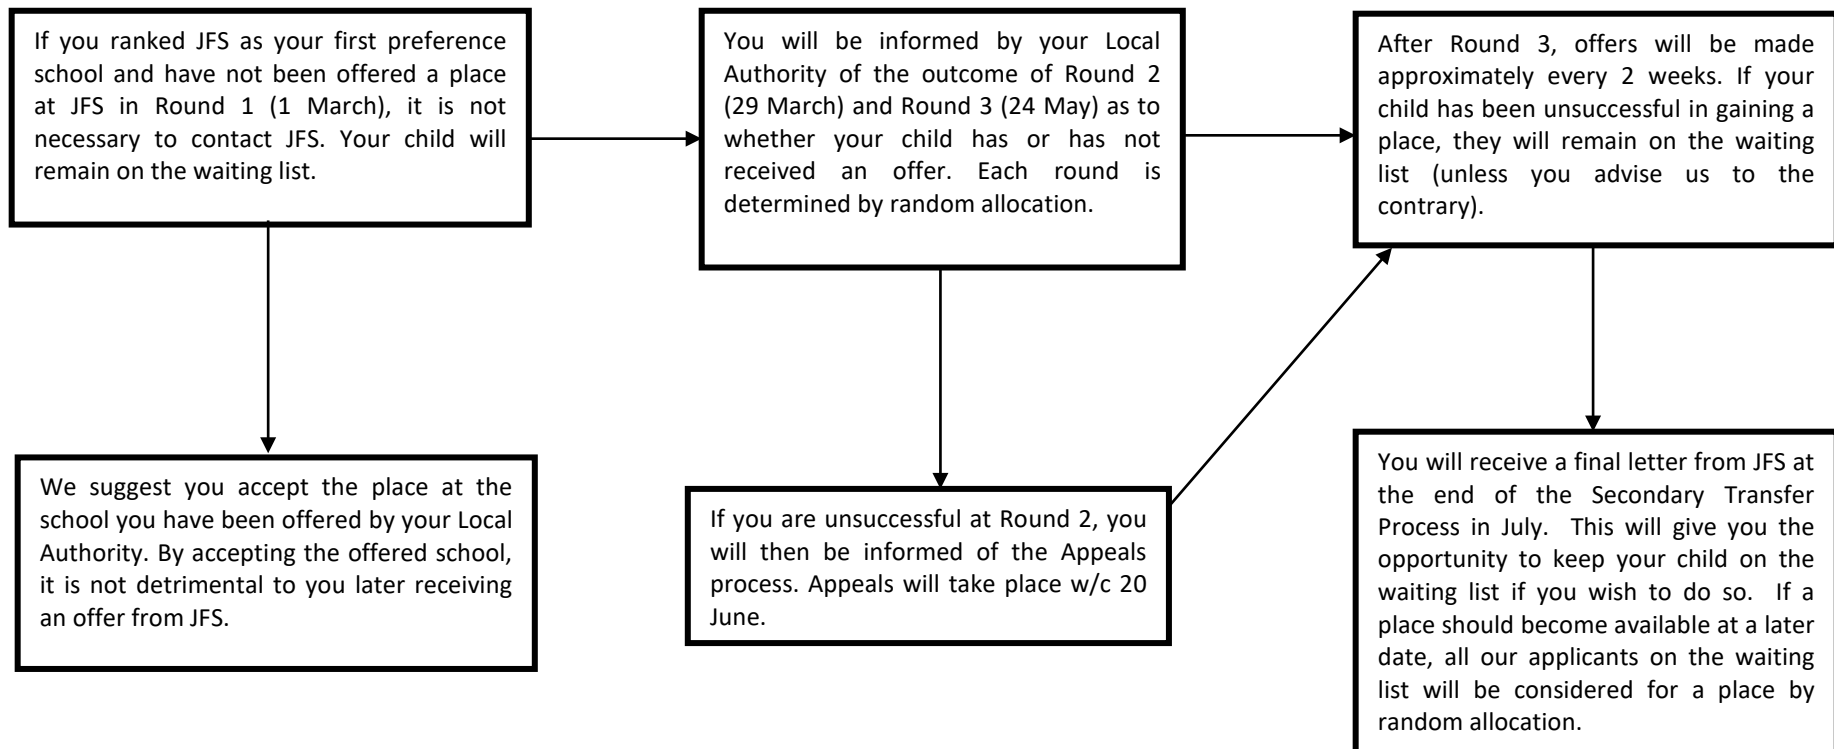 If you ranked JFS as your first preference
school and have not been offered a place
at JFS in Round 1 (1 March), it is not
necessary to contact JFS. Your child will
remain on the waiting list.
You will be informed by your Local
Authority of the outcome of Round 2
(29 March) and Round 3 (24 May) as to
whether your child has or has not
received an offer. Each round is
determined by random allocation.
After Round 3, offers will be made
approximately every 2 weeks. If your
child has been unsuccessful in gaining a
place, they will remain on the waiting
list (unless you advise us to the
contrary).
We suggest you accept the place at the
school you have been offered by your Local
Authority. By accepting the offered school,
it is not detrimental to you later receiving
an offer from JFS.
If you are unsuccessful at Round 2, you
will then be informed of the Appeals
process. Appeals will take place w/c 20
June.
You will receive a final letter from JFS at
the end of the Secondary Transfer
Process in July. This will give you the
opportunity to keep your child on the
waiting list if you wish to do so. If a
place should become available at a later
date, all our applicants on the waiting
list will be considered for a place by
random allocation.